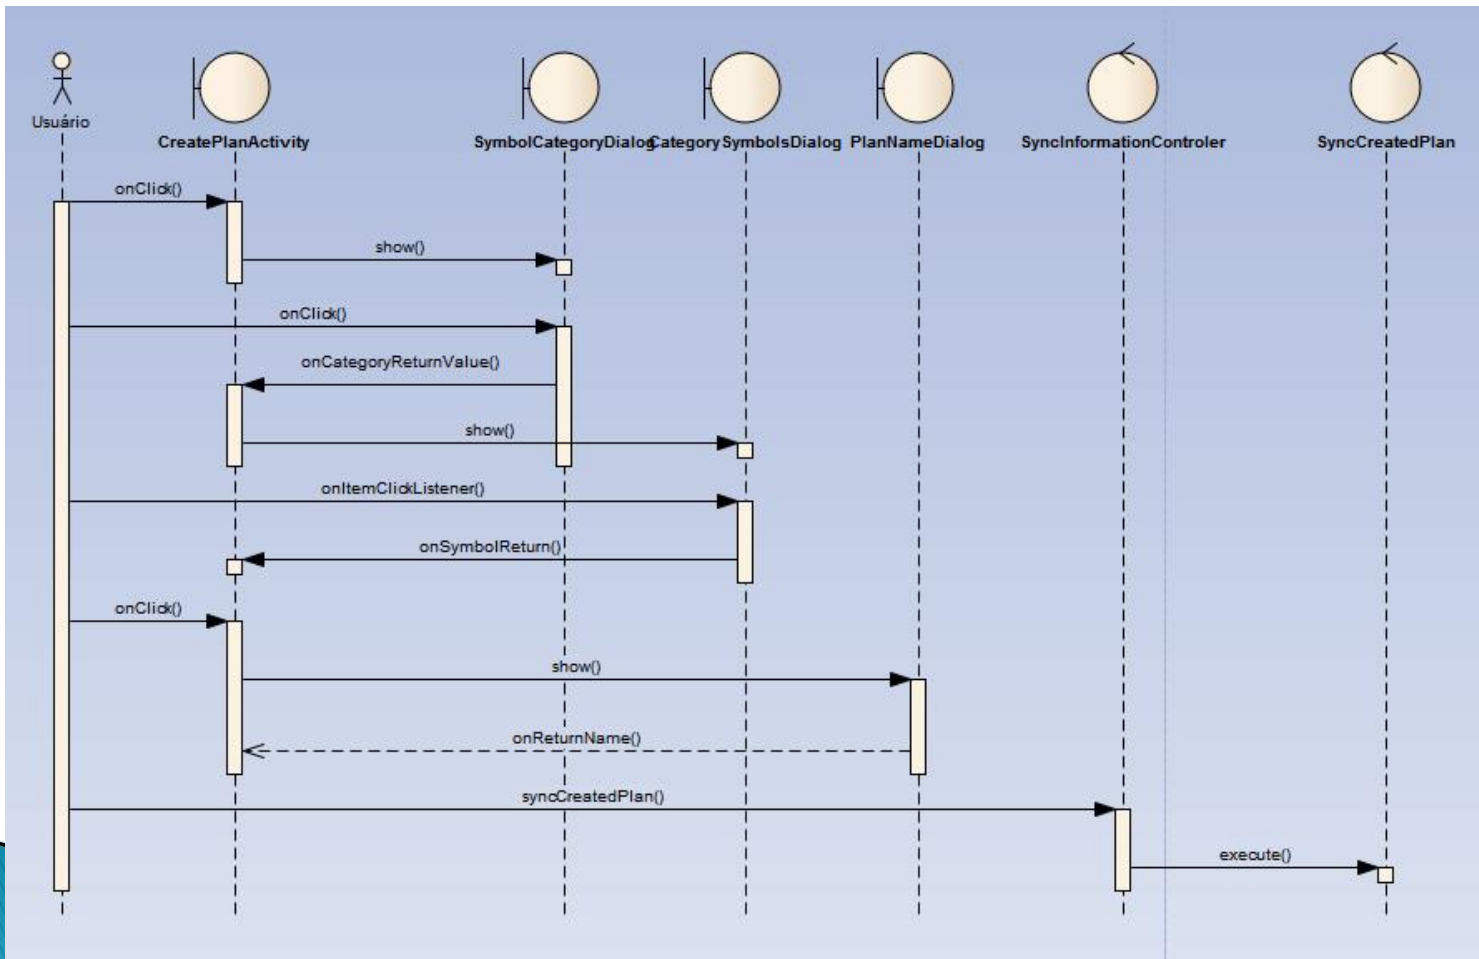 Usuário
CreatePlanActivity
SymbolCategoryDialog
CategorySymbolsDialog
PlanNameDialog
SyncInformationControler
SyncCreatedPlan
onClick()
show()
onClick()
onCategoryReturnValue()
show()
onItemClickListener()
onSymbolReturn()
onClick()
show()
onReturnName()
syncCreatedPlan()
execute()